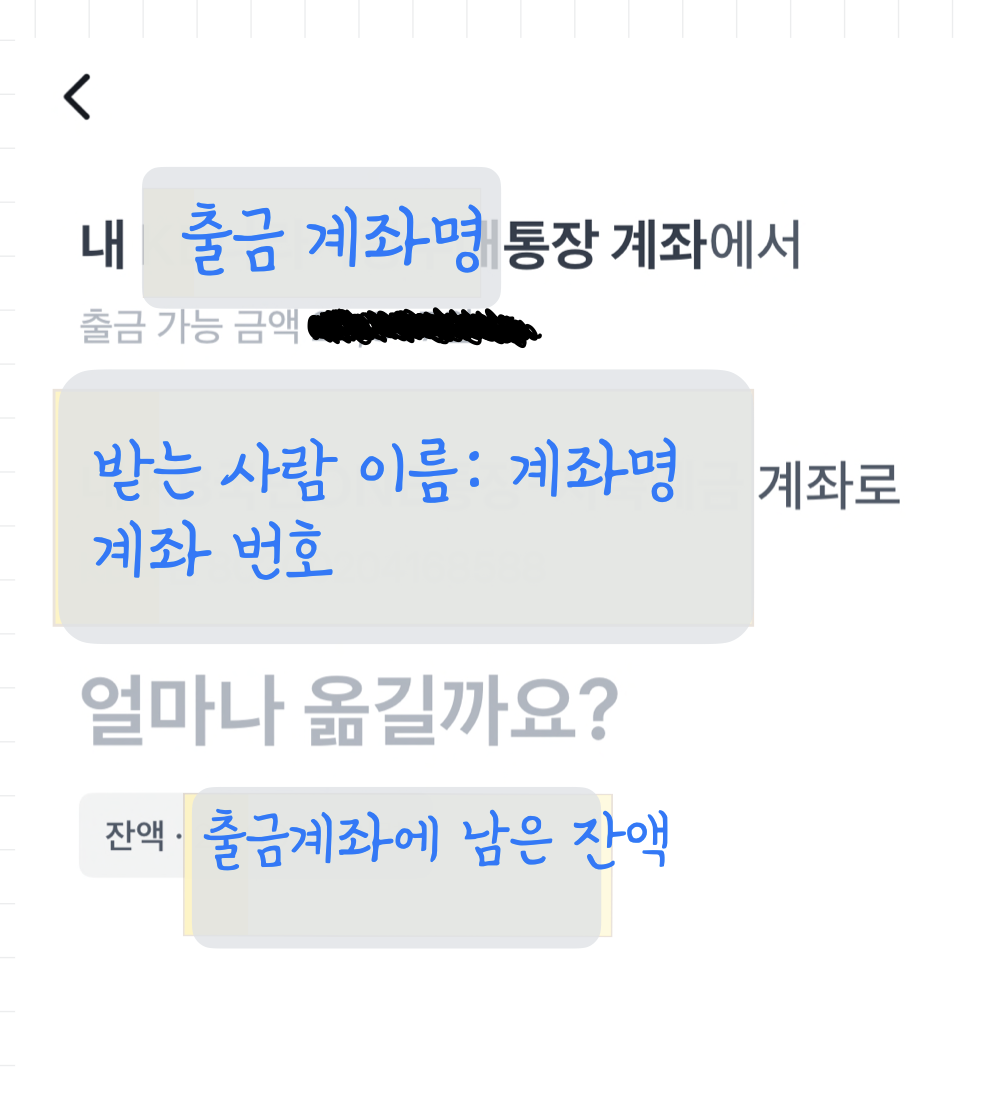 내 출금 계좌명 통장 계좌에서
출금 가능 금액
받는 사람 이름: 계좌명 계좌로
계좌 번호
얼마나 옮길까요?
잔액 · 출금계좌에 남은 잔액